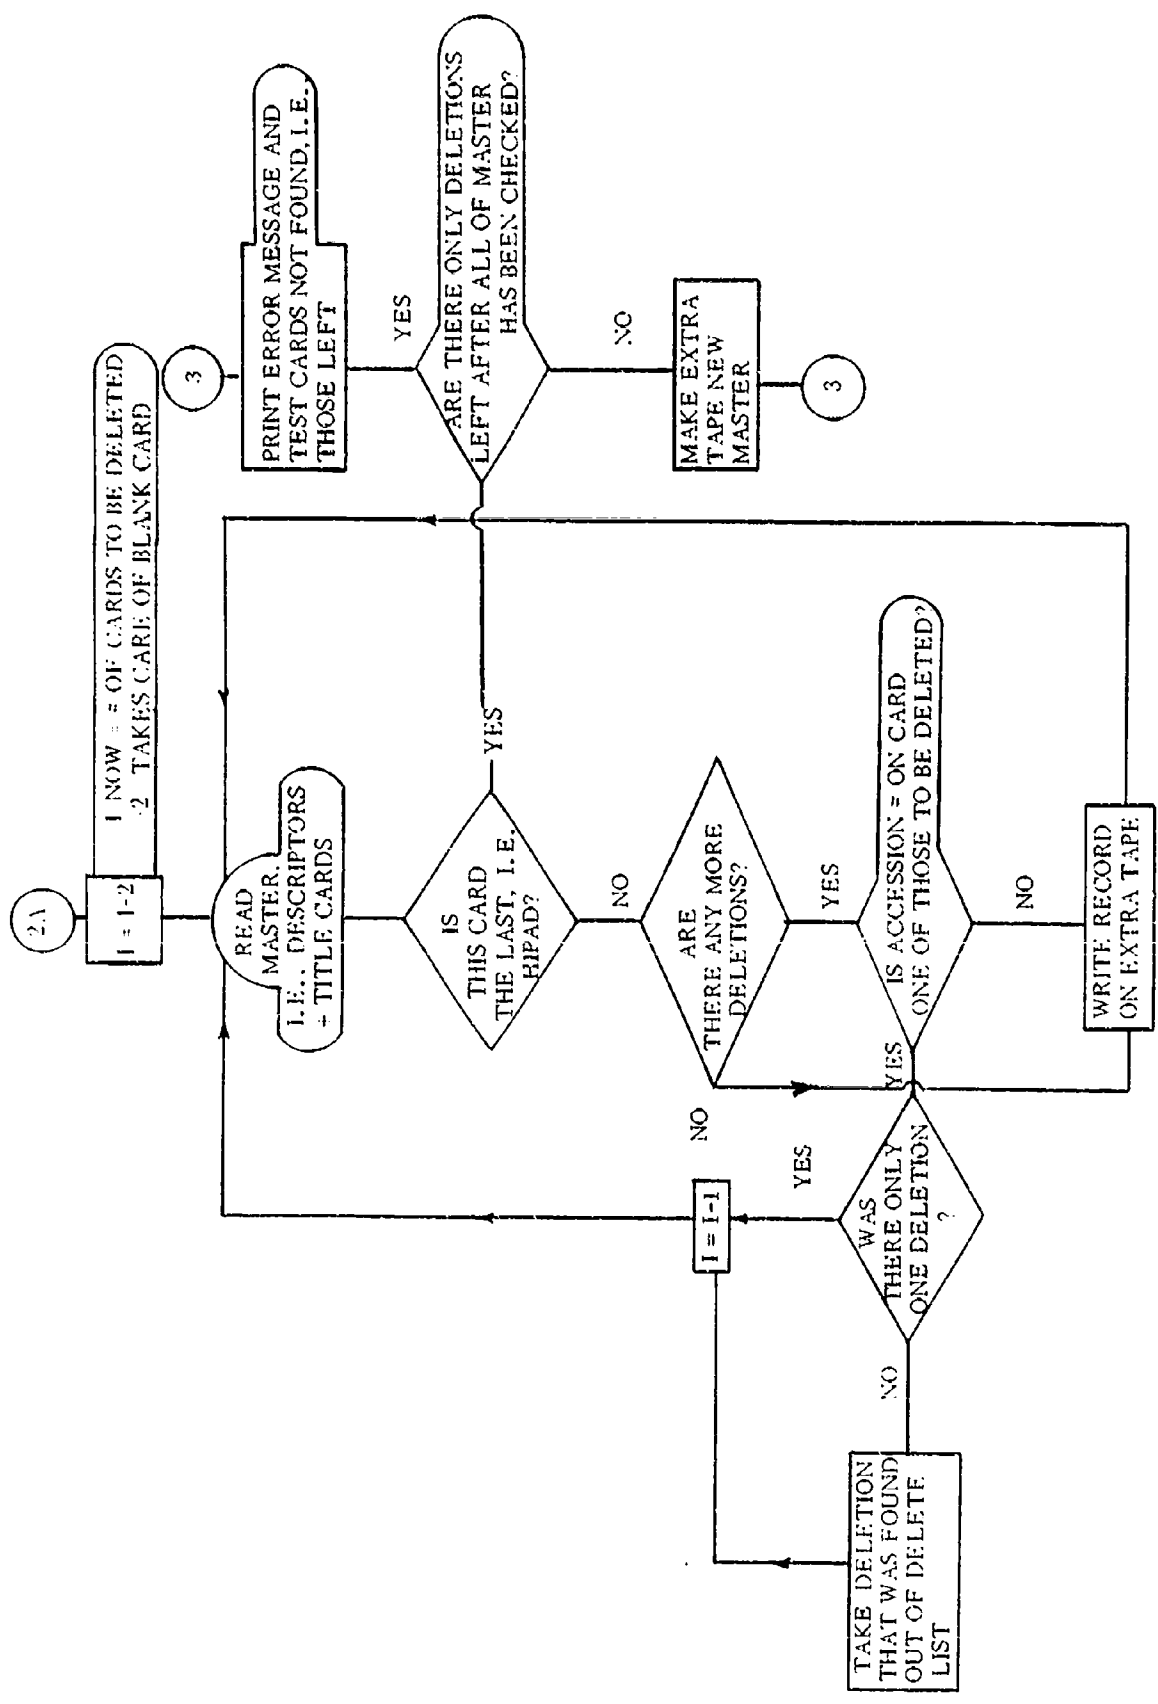 2A
I = I-2
I NOW = = OF CARDS TO BE DELETED
-2 TAKES CARE OF BLANK CARD
READ
MASTER,
I.E., DESCRIPTORS
+ TITLE CARDS
IS
THIS CARD
THE LAST, I.E.
RIPAD?
YES
NO
ARE
THERE ANY MORE
DELETIONS?
NO
YES
IS ACCESSION = ON CARD
ONE OF THOSE TO BE DELETED?
YES
NO
WRITE RECORD
ON EXTRA TAPE
WAS
THERE ONLY
ONE DELETION
?
YES
I = I-1
NO
TAKE DELETION
THAT WAS FOUND
OUT OF DELETE
LIST
3
PRINT ERROR MESSAGE AND
TEST CARDS NOT FOUND, I.E.,
THOSE LEFT
YES
ARE THERE ONLY DELETIONS
LEFT AFTER ALL OF MASTER
HAS BEEN CHECKED?
NO
MAKE EXTRA
TAPE NEW
MASTER
3